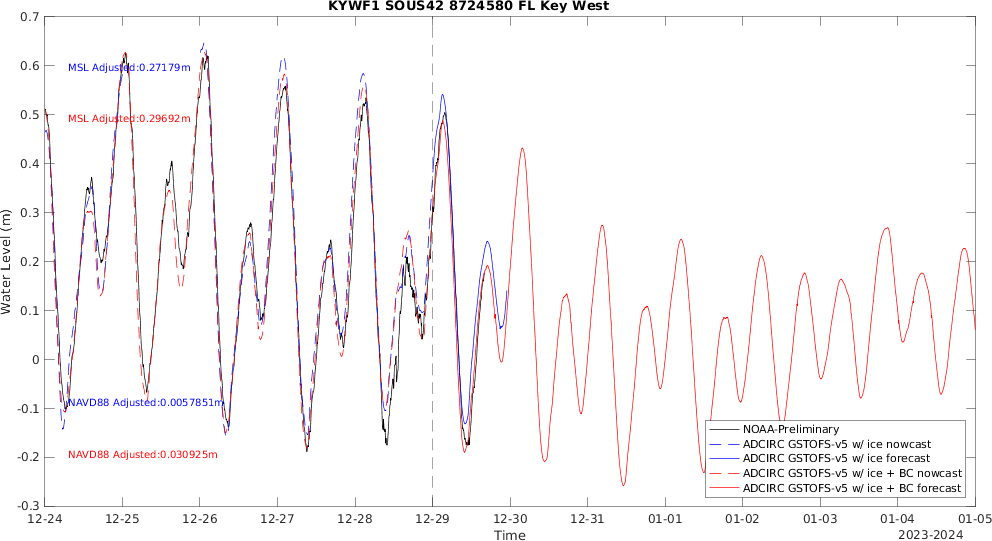 KYWF1 SOUS42 8724580 FL Key West
0.7
0.6
0.5
0.4
0.3
0.2
0.1
0
-0.1
-0.2
-0.3
Water Level (m)
MSL Adjusted:0.27179m
MSL Adjusted:0.29692m
NAVD88 Adjusted:0.0057851m
NAVD88 Adjusted:0.030925m
NOAA-Preliminary
ADCIRC GSTOFS-v5 w/ ice nowcast
ADCIRC GSTOFS-v5 w/ ice forecast
ADCIRC GSTOFS-v5 w/ ice + BC nowcast
ADCIRC GSTOFS-v5 w/ ice + BC forecast
12-24 12-25 12-26 12-27 12-28 12-29 12-30 12-31 01-01 01-02 01-03 01-04 01-05
Time
2023-2024